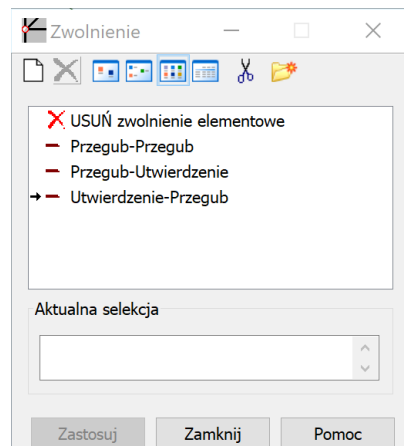 Zwolnienie
USUŃ zwolnienie elementowe
Przegub-Przegub
Przegub-Utwierdzenie
Utwierdzenie-Przegub
Aktualna selekcja
Zastosuj Zamknij Pomoc